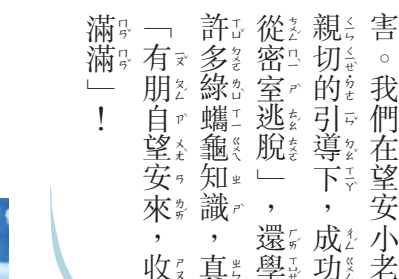 害。我們在望安小老
親切的引導下，成功
從密室逃脫」，還學
許多綠蠵龜知識，真
「有朋自望安來，收
滿滿」！